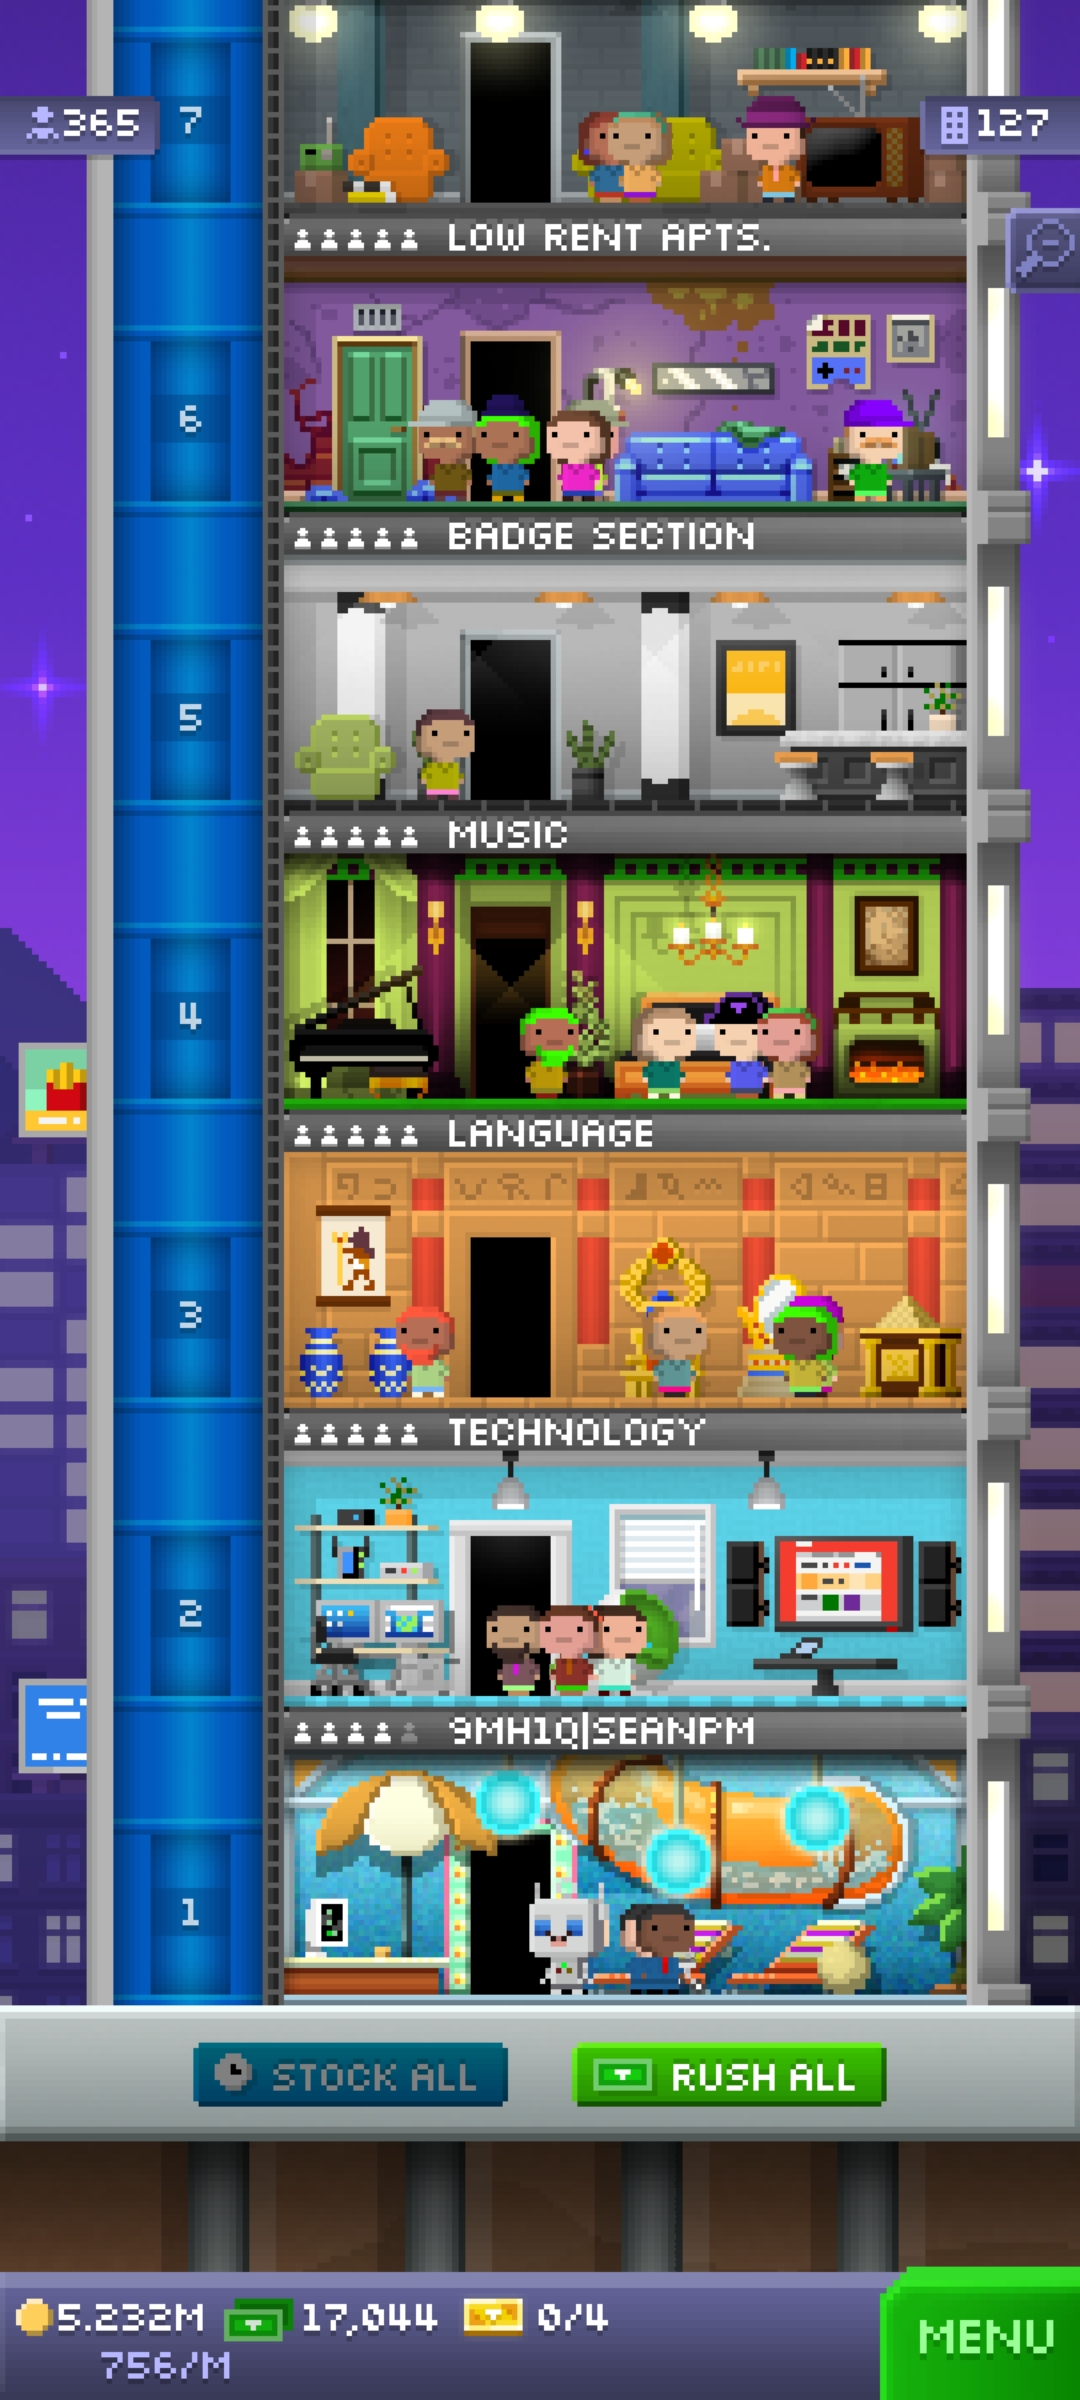 365
7
127
LOW RENT APTS.
6
BADGE SECTION
5
MUSIC
4
LANGUAGE
3
TECHNOLOGY
2
9MH1Q|SEANPM
1
STOCK ALL
RUSH ALL
5.232M
17,044
0/4
756/M
MENU